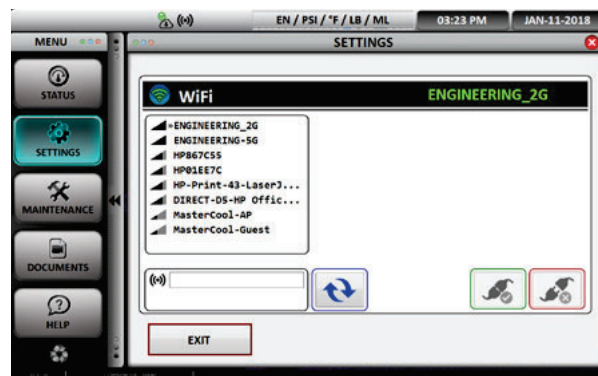 EN / PSI / °F / LB / ML
03:23 PM
JAN-11-2018
MENU
SETTINGS
STATUS
SETTINGS
MAINTENANCE
DOCUMENTS
HELP
WiFi
ENGINEERING_2G
»ENGINEERING_2G
ENGINEERING-5G
HP867C55
HP01EE7C
HP-Print-43-LaserJ...
DIRECT-D5-HP Offic...
MasterCool-AP
MasterCool-Guest
EXIT